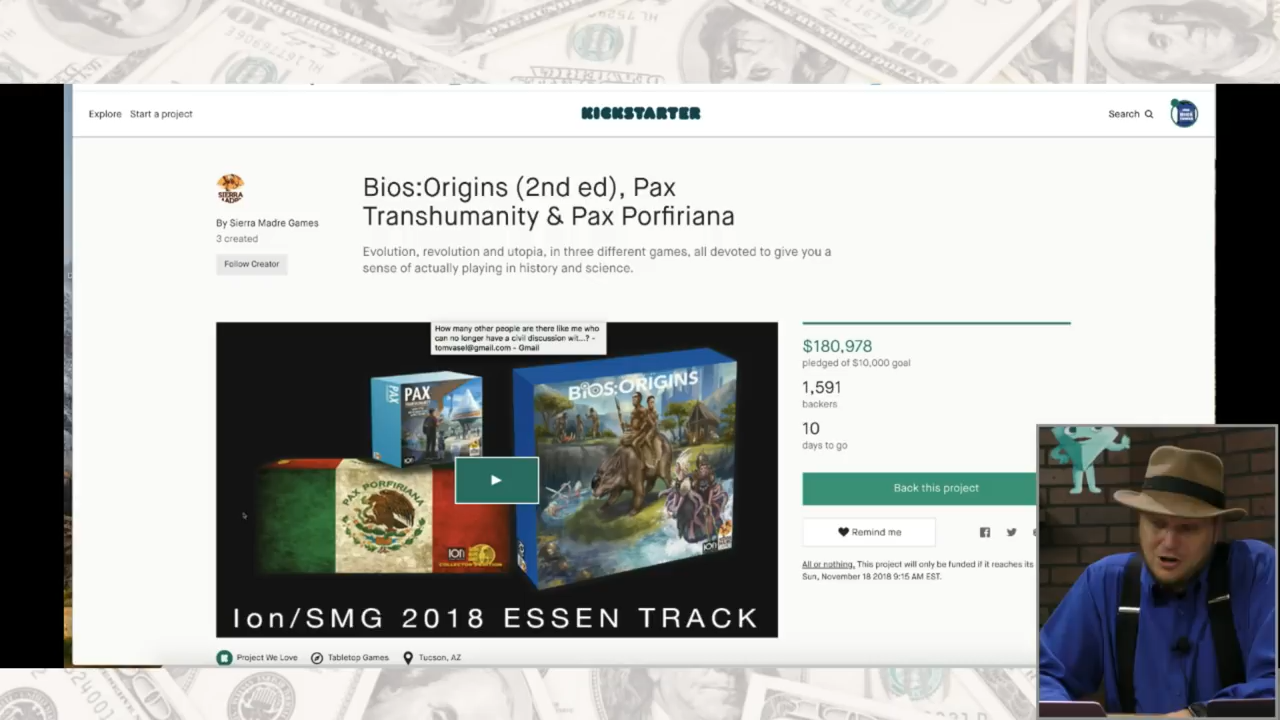 Explore Start a project
KICKSTARTER
Search
SIERRA
By Sierra Madre Games
3 created
Follow Creator
Bios:Origins (2nd ed), Pax
Transhumanity & Pax Porfiriana
Evolution, revolution and utopia, in three different games, all devoted to give you a
sense of actually playing in history and science.
How many other people are there like me who
can no longer have a civil discussion wit...? -
tomvasel@gmail.com - Gmail
PAX
PAX
BIOS:ORIGINS
PAX PORFIRIANA
ION
ION
Ion/SMG 2018 ESSEN TRACK
$180,978
pledged of $10,000 goal
1,591
backers
10
days to go
Back this project
Remind me
All or nothing. This project will only be funded if it reaches its
Sun, November 18 2018 9:15 AM EST.
Project We Love
Tabletop Games
Tucson, AZ